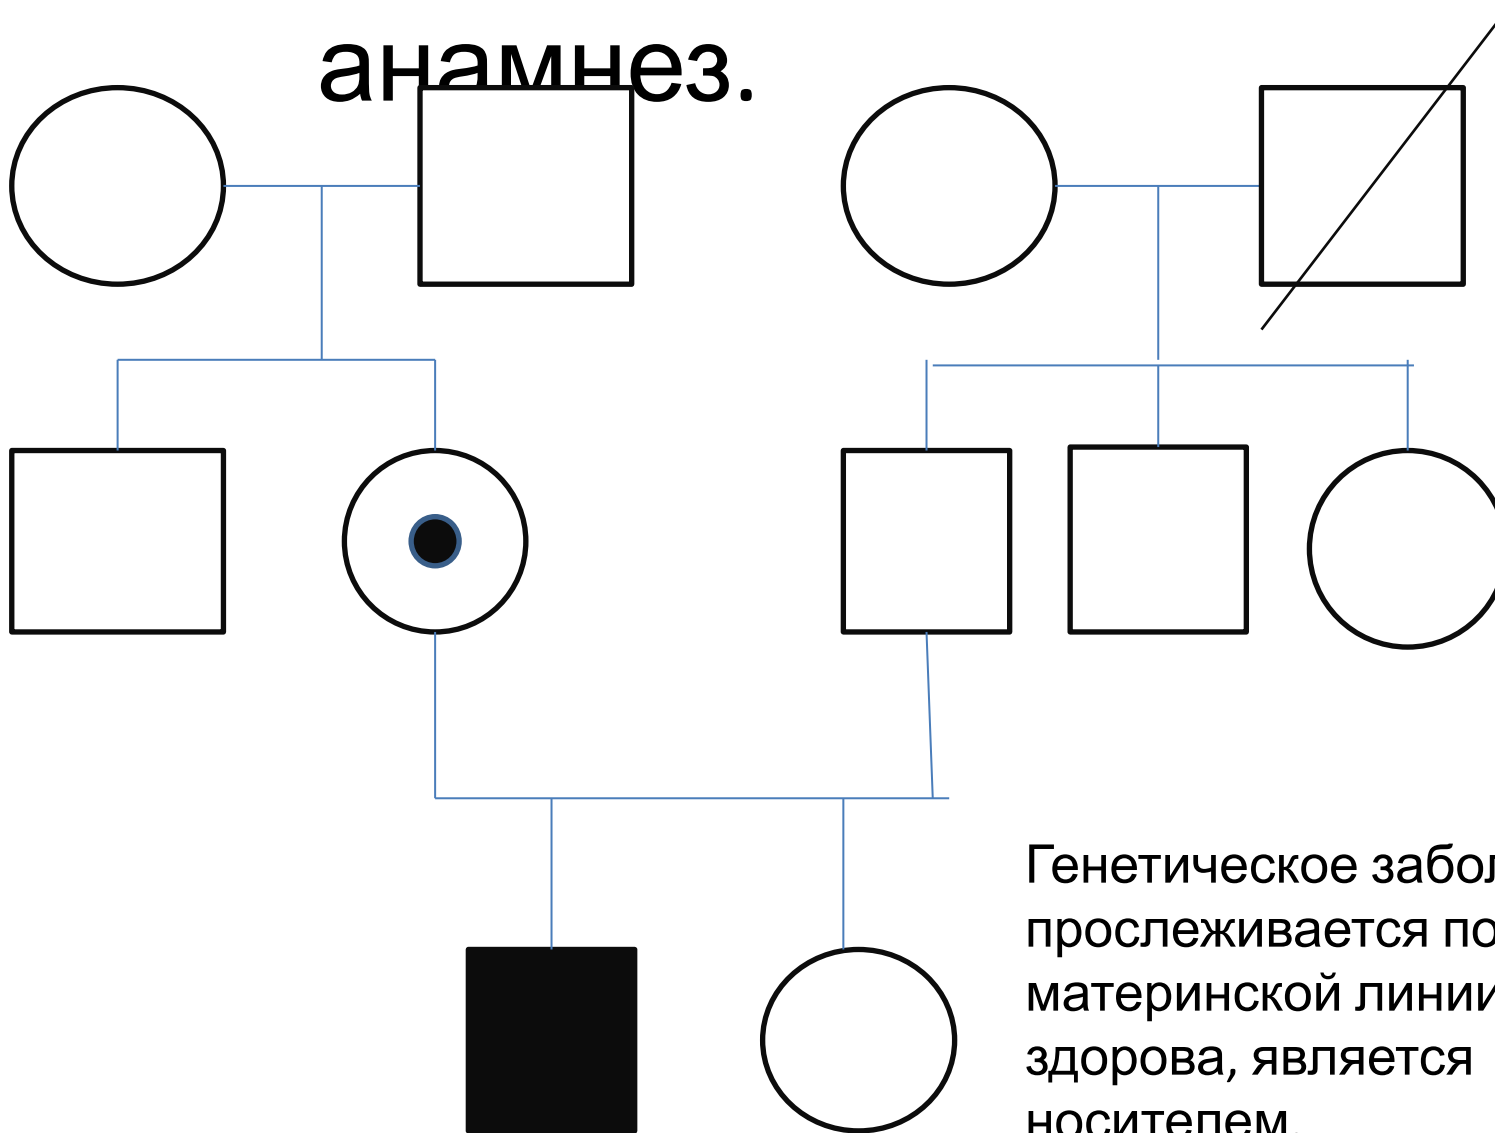 анамнез.
Генетическое забол
прослеживается по
материнской линии
здорова, является
носителем.